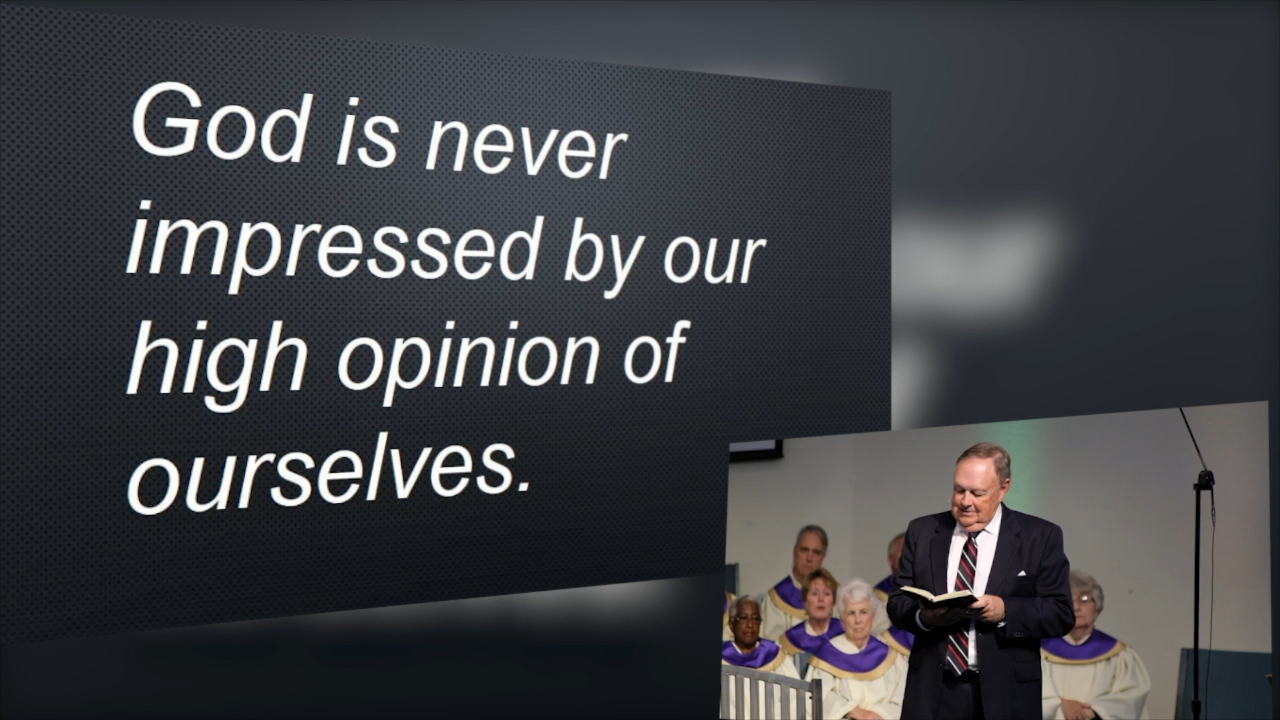 God is never
impressed by our
high opinion of
ourselves.